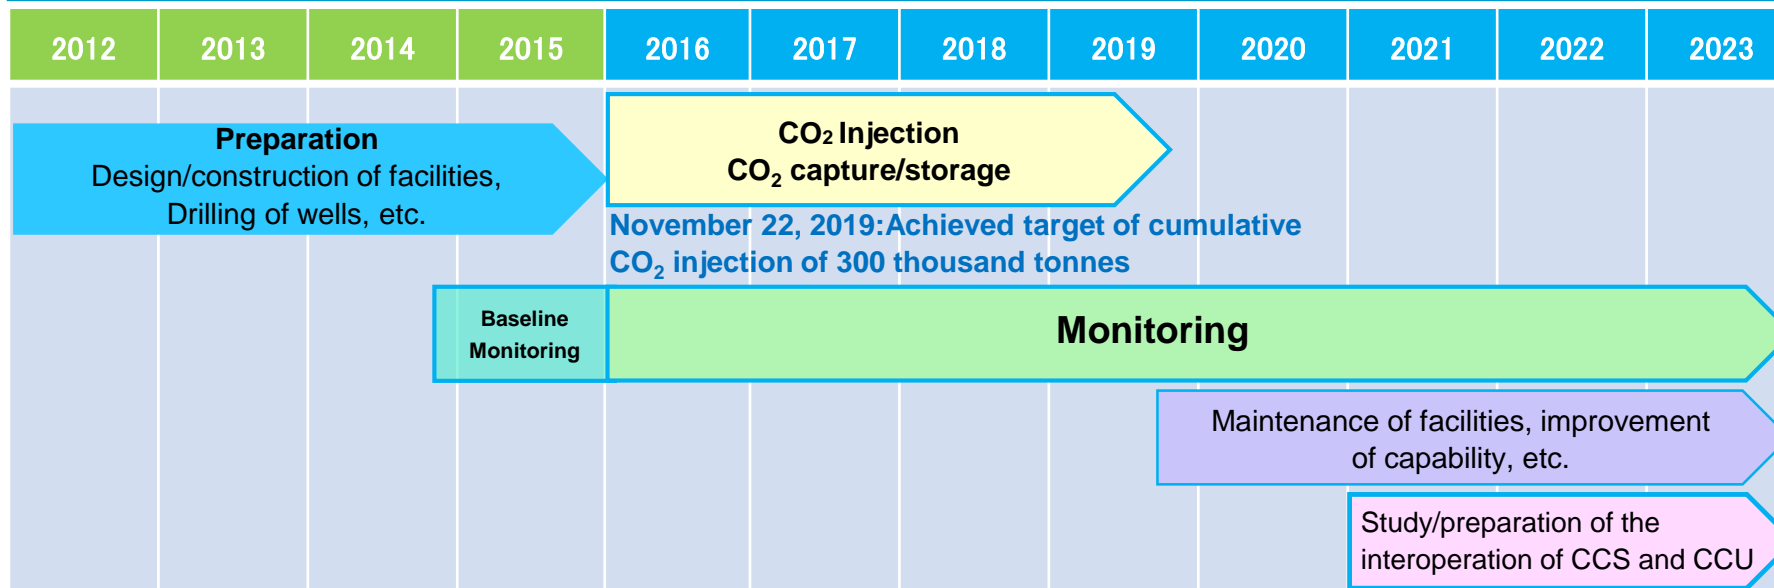 2012 2013 2014 2015 2016 2017 2018 2019 2020 2021 2022 2023
Preparation
Design/construction of facilities,
Drilling of wells, etc.
CO₂ Injection
CO₂ capture/storage
November 22, 2019:Achieved target of cumulative
CO₂ injection of 300 thousand tonnes
Baseline
Monitoring
Monitoring
Maintenance of facilities, improvement
of capability, etc.
Study/preparation of the
interoperation of CCS and CCU